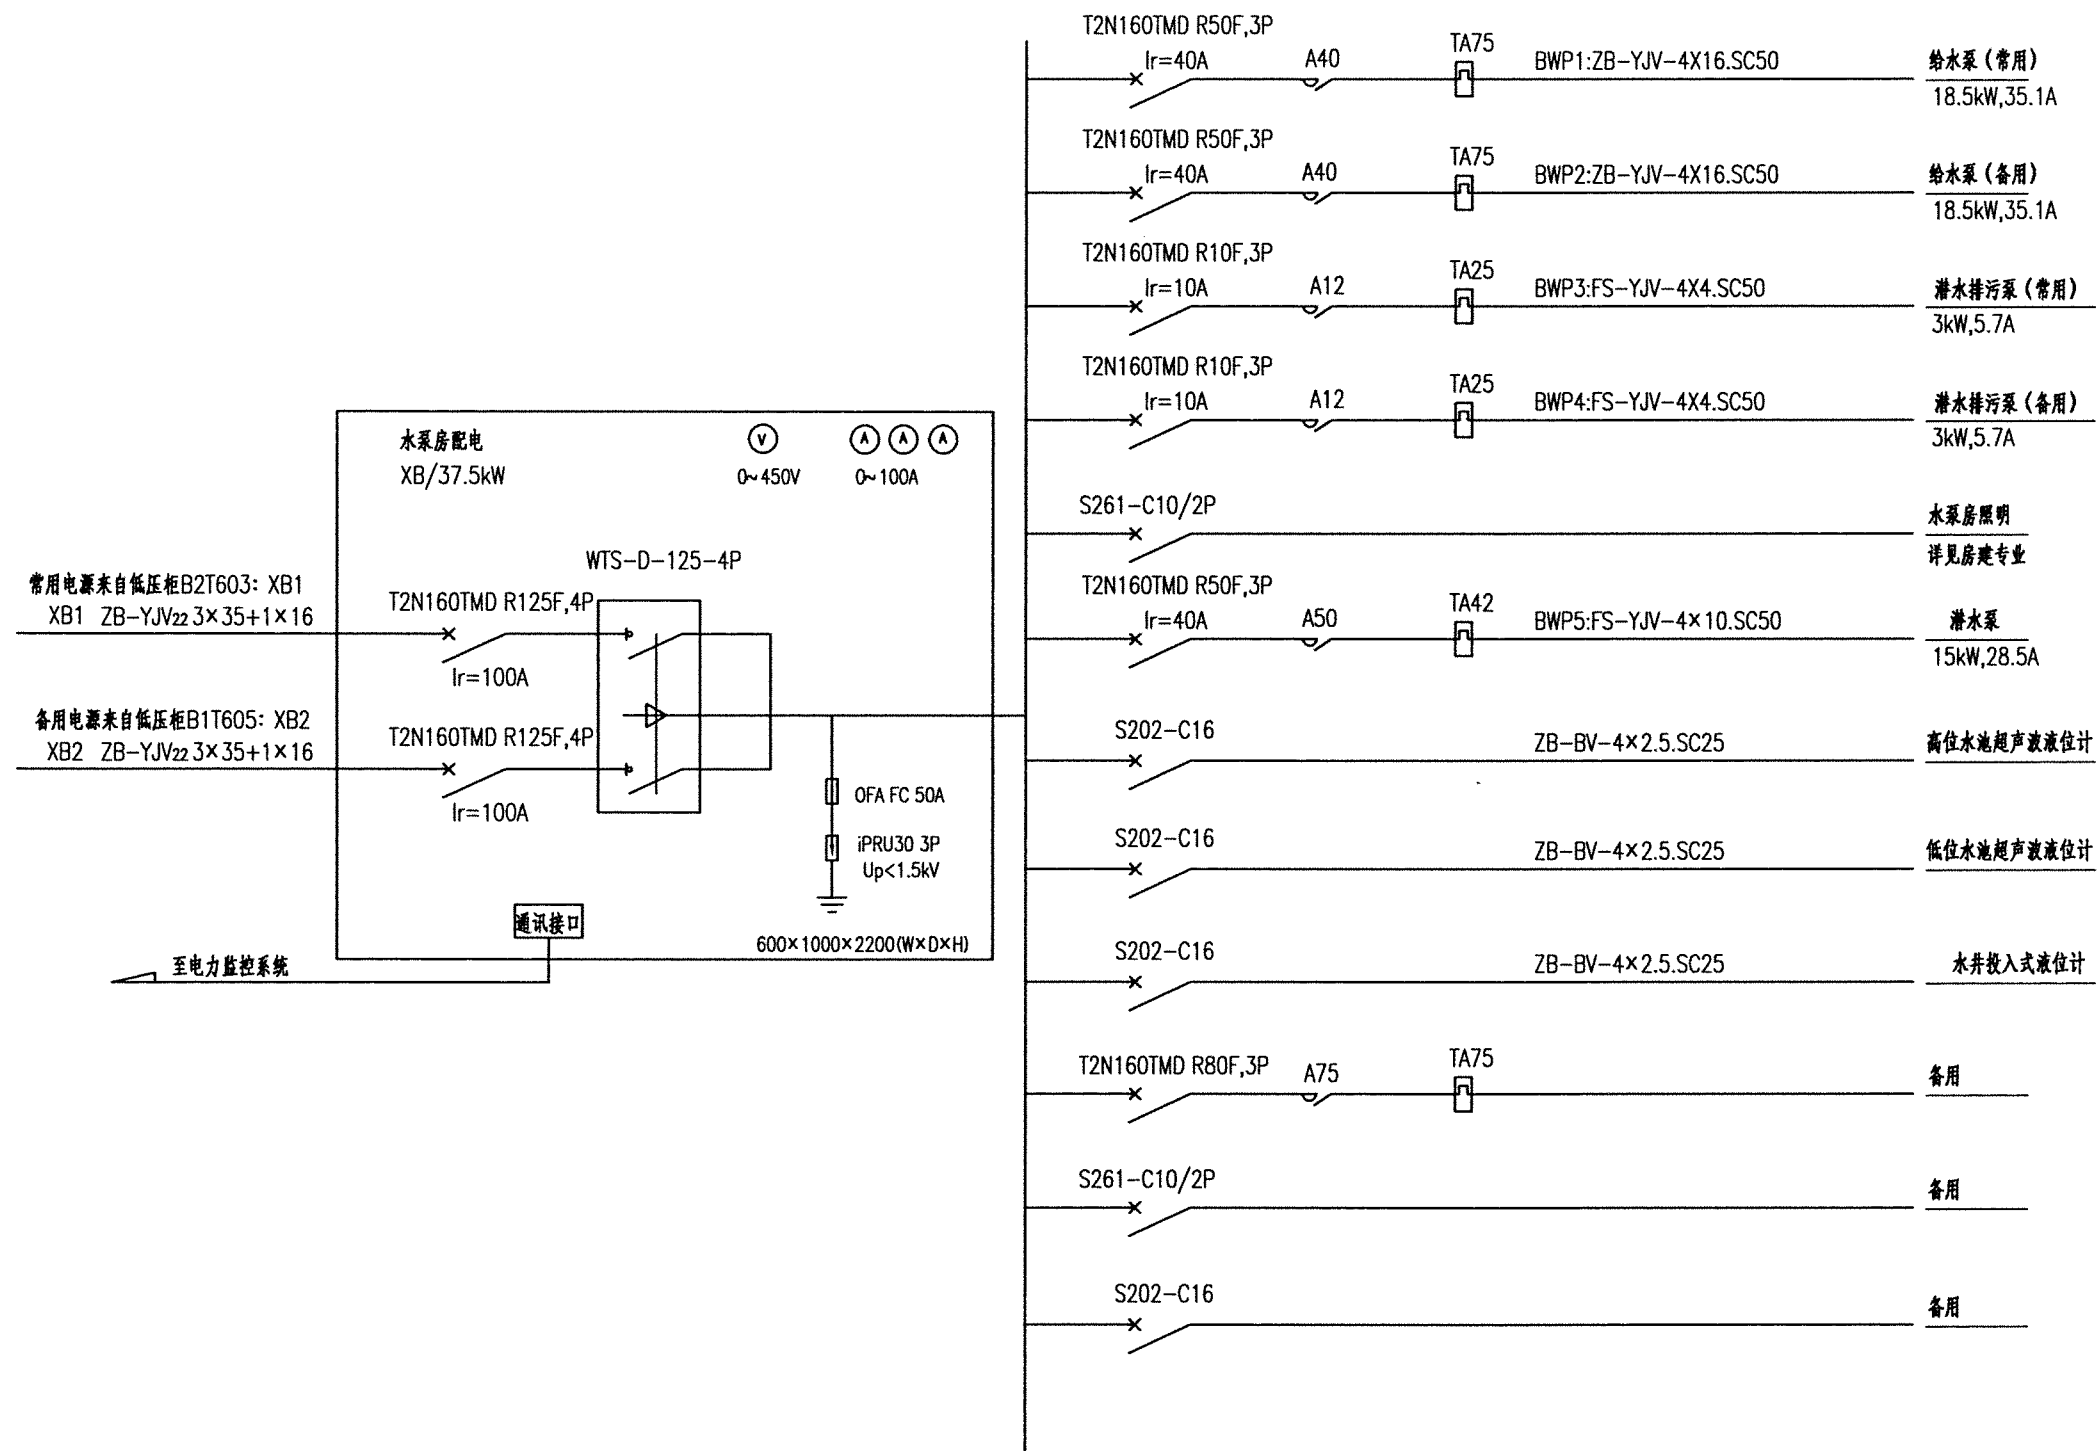 水泵房配电
XB/37.5kW
V
A A A
0~450V
0~100A
WTS-D-125-4P
常用电源来自低压柜B2T603: XB1
XB1 ZB-YJV22 3×35+1×16
T2N160TMD R125F,4P
Ir=100A
备用电源来自低压柜B1T605: XB2
XB2 ZB-YJV22 3×35+1×16
T2N160TMD R125F,4P
Ir=100A
OFA FC 50A
iPRU30 3P
Up<1.5kV
通讯接口
600×1000×2200(W×D×H)
至电力监控系统
T2N160TMD R50F,3P
Ir=40A
A40
TA75
BWP1:ZB-YJV-4X16.SC50
给水泵(常用)
18.5kW,35.1A
T2N160TMD R50F,3P
Ir=40A
A40
TA75
BWP2:ZB-YJV-4X16.SC50
给水泵(备用)
18.5kW,35.1A
T2N160TMD R10F,3P
Ir=10A
A12
TA25
BWP3:FS-YJV-4X4.SC50
潜水排污泵(常用)
3kW,5.7A
T2N160TMD R10F,3P
Ir=10A
A12
TA25
BWP4:FS-YJV-4X4.SC50
潜水排污泵(备用)
3kW,5.7A
S261-C10/2P
水泵房照明
详见房建专业
T2N160TMD R50F,3P
Ir=40A
A50
TA42
BWP5:FS-YJV-4×10.SC50
潜水泵
15kW,28.5A
S202-C16
ZB-BV-4×2.5.SC25
高位水池超声波液位计
S202-C16
ZB-BV-4×2.5.SC25
低位水池超声波液位计
S202-C16
ZB-BV-4×2.5.SC25
水井投入式液位计
T2N160TMD R80F,3P
A75
TA75
备用
S261-C10/2P
备用
S202-C16
备用